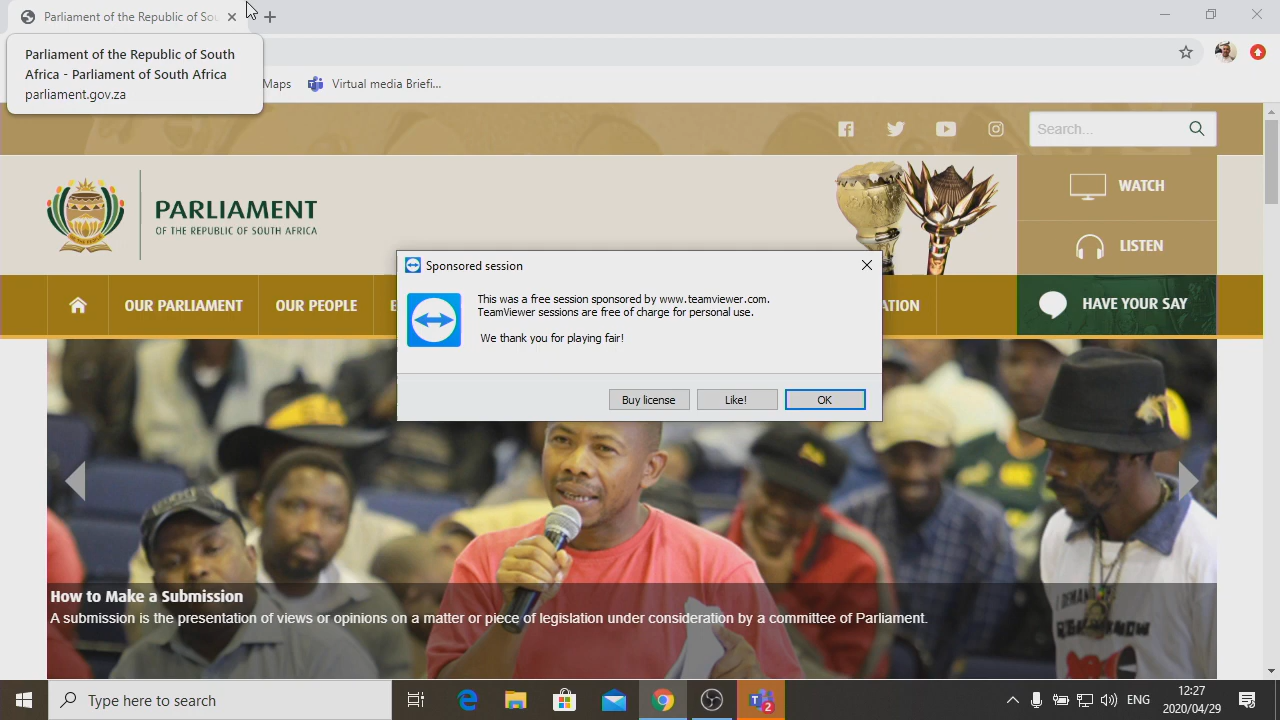 Parliament of the Republic of Sou
Parliament of the Republic of South
Africa - Parliament of South Africa
parliament.gov.za
Maps
Virtual media Briefi...
Search...
WATCH
LISTEN
PARLIAMENT
OF THE REPUBLIC OF SOUTH AFRICA
OUR PARLIAMENT
OUR PEOPLE
ATION
HAVE YOUR SAY
Sponsored session
This was a free session sponsored by www.teamviewer.com.
TeamViewer sessions are free of charge for personal use.
We thank you for playing fair!
Buy license
Like!
OK
How to Make a Submission
A submission is the presentation of views or opinions on a matter or piece of legislation under consideration by a committee of Parliament.
Type here to search
2
ENG
12:27
2020/04/29